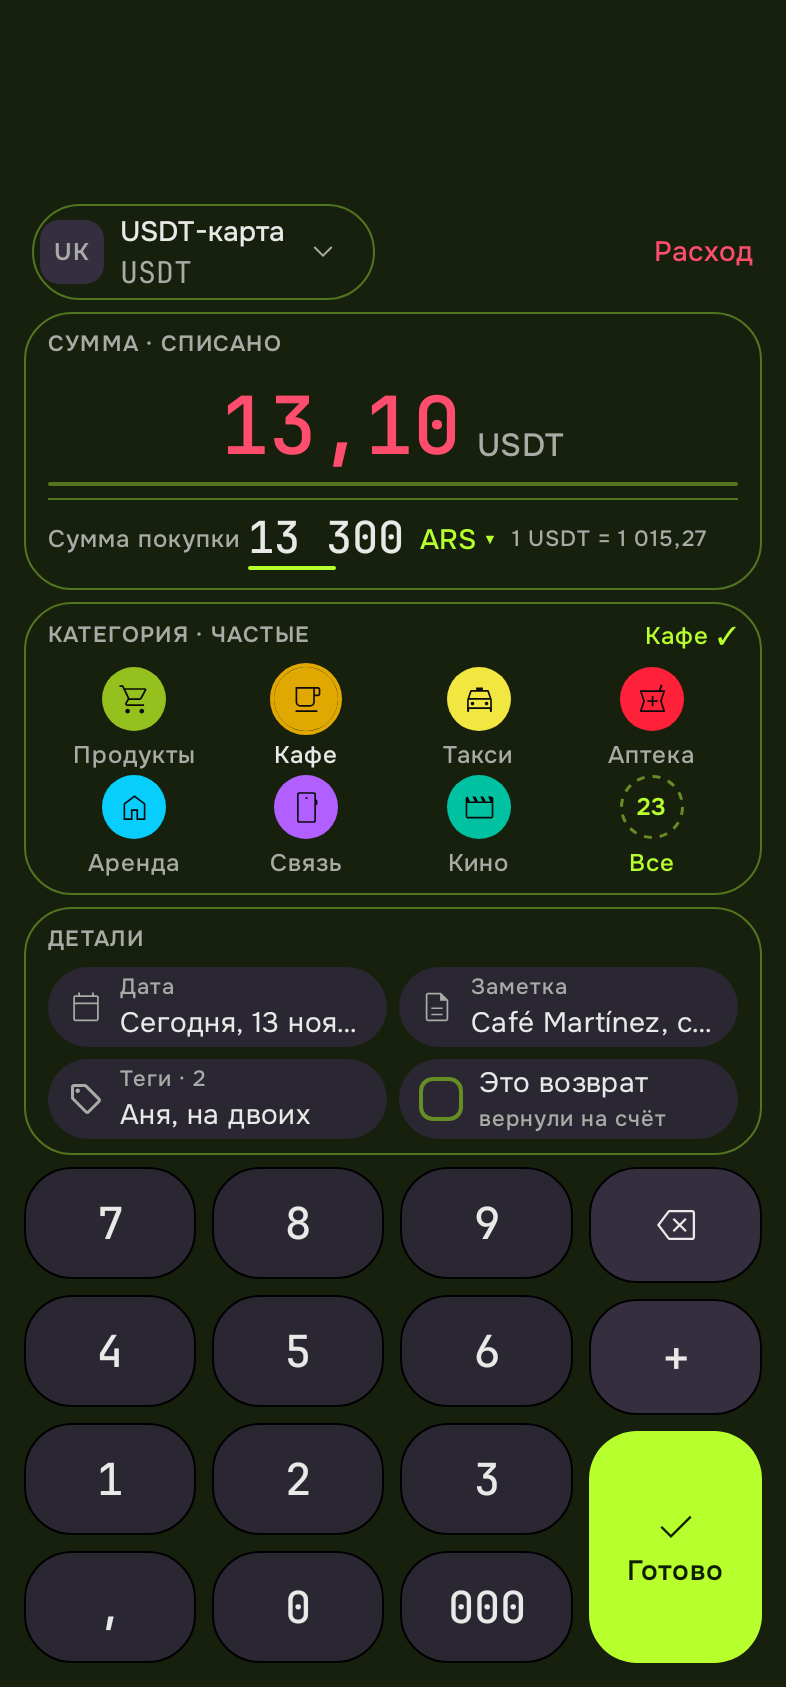 UK
USDT-карта
USDT
Расход
СУММА · СПИСАНО
13,10 USDT
Сумма покупки 13 300 ARS ▾ 1 USDT = 1 015,27
КАТЕГОРИЯ · ЧАСТЫЕ
Кафе ✓
Продукты
Кафе
Такси
Аптека
23
Аренда
Связь
Кино
Все
ДЕТАЛИ
Дата
Сегодня, 13 ноя…
Заметка
Café Martínez, с…
Теги · 2
Аня, на двоих
Это возврат
вернули на счёт
7 8 9
4 5 6 +
1 2 3
Готово
, 0 000